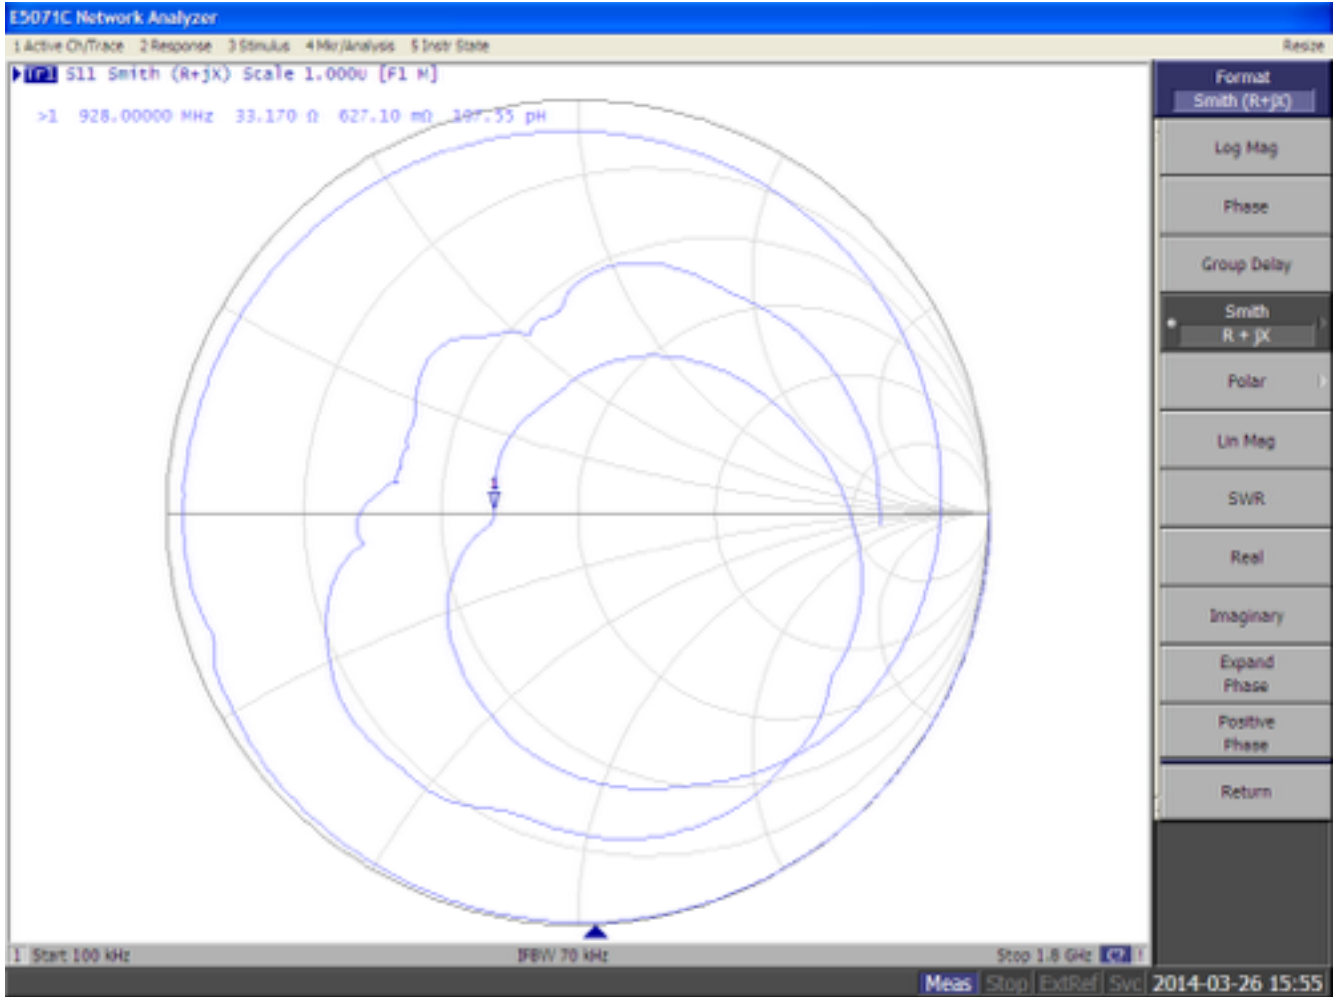 E5071C Network Analyzer
1 Active Ch/Trace 2 Response 3 Stimulus 4 Mkr/Analysis 5 Instr State
Resize
S11 Smith (R+jX) Scale 1.000U [F1 M]
>1 928.00000 MHz 33.170 Ω 627.10 mΩ 107.55 pH
1
Format
Smith (R+jX)
Log Mag
Phase
Group Delay
Smith
R + jX
Polar
Lin Mag
SWR
Real
Imaginary
Expand
Phase
Positive
Phase
Return
1 Start 100 kHz
IFBW 70 kHz
Stop 1.8 GHz
!
Meas Stop ExtRef Svc 2014-03-26 15:55